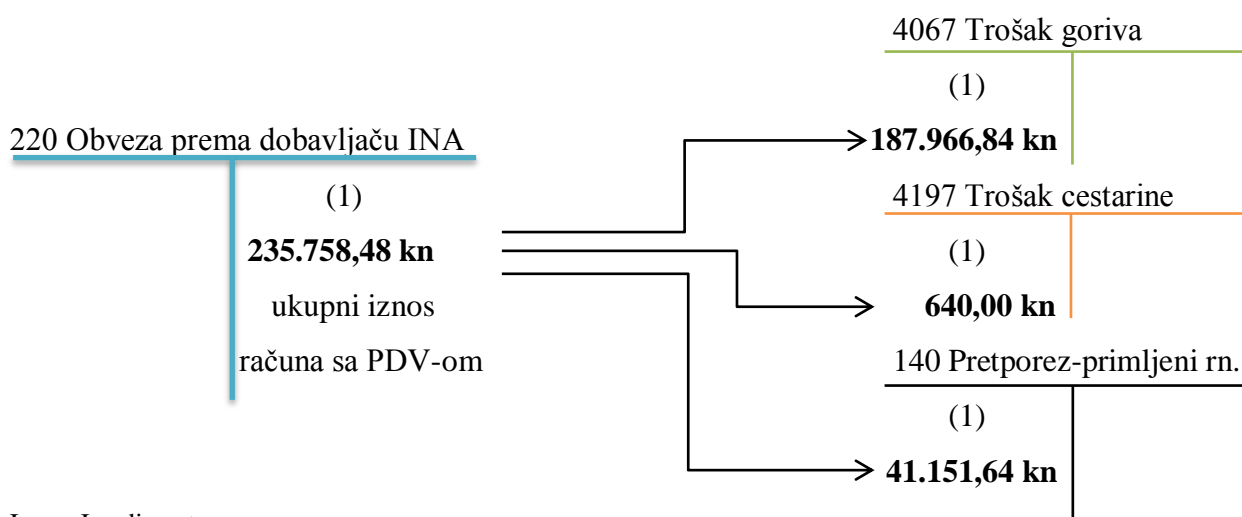 4067 Trošak goriva
(1)
187.966,84 kn
220 Obveza prema dobavljaču INA
(1)
235.758,48 kn
ukupni iznos
računa sa PDV-om
4197 Trošak cestarine
(1)
640,00 kn
140 Pretporez-primljeni rn.
(1)
41.151,64 kn